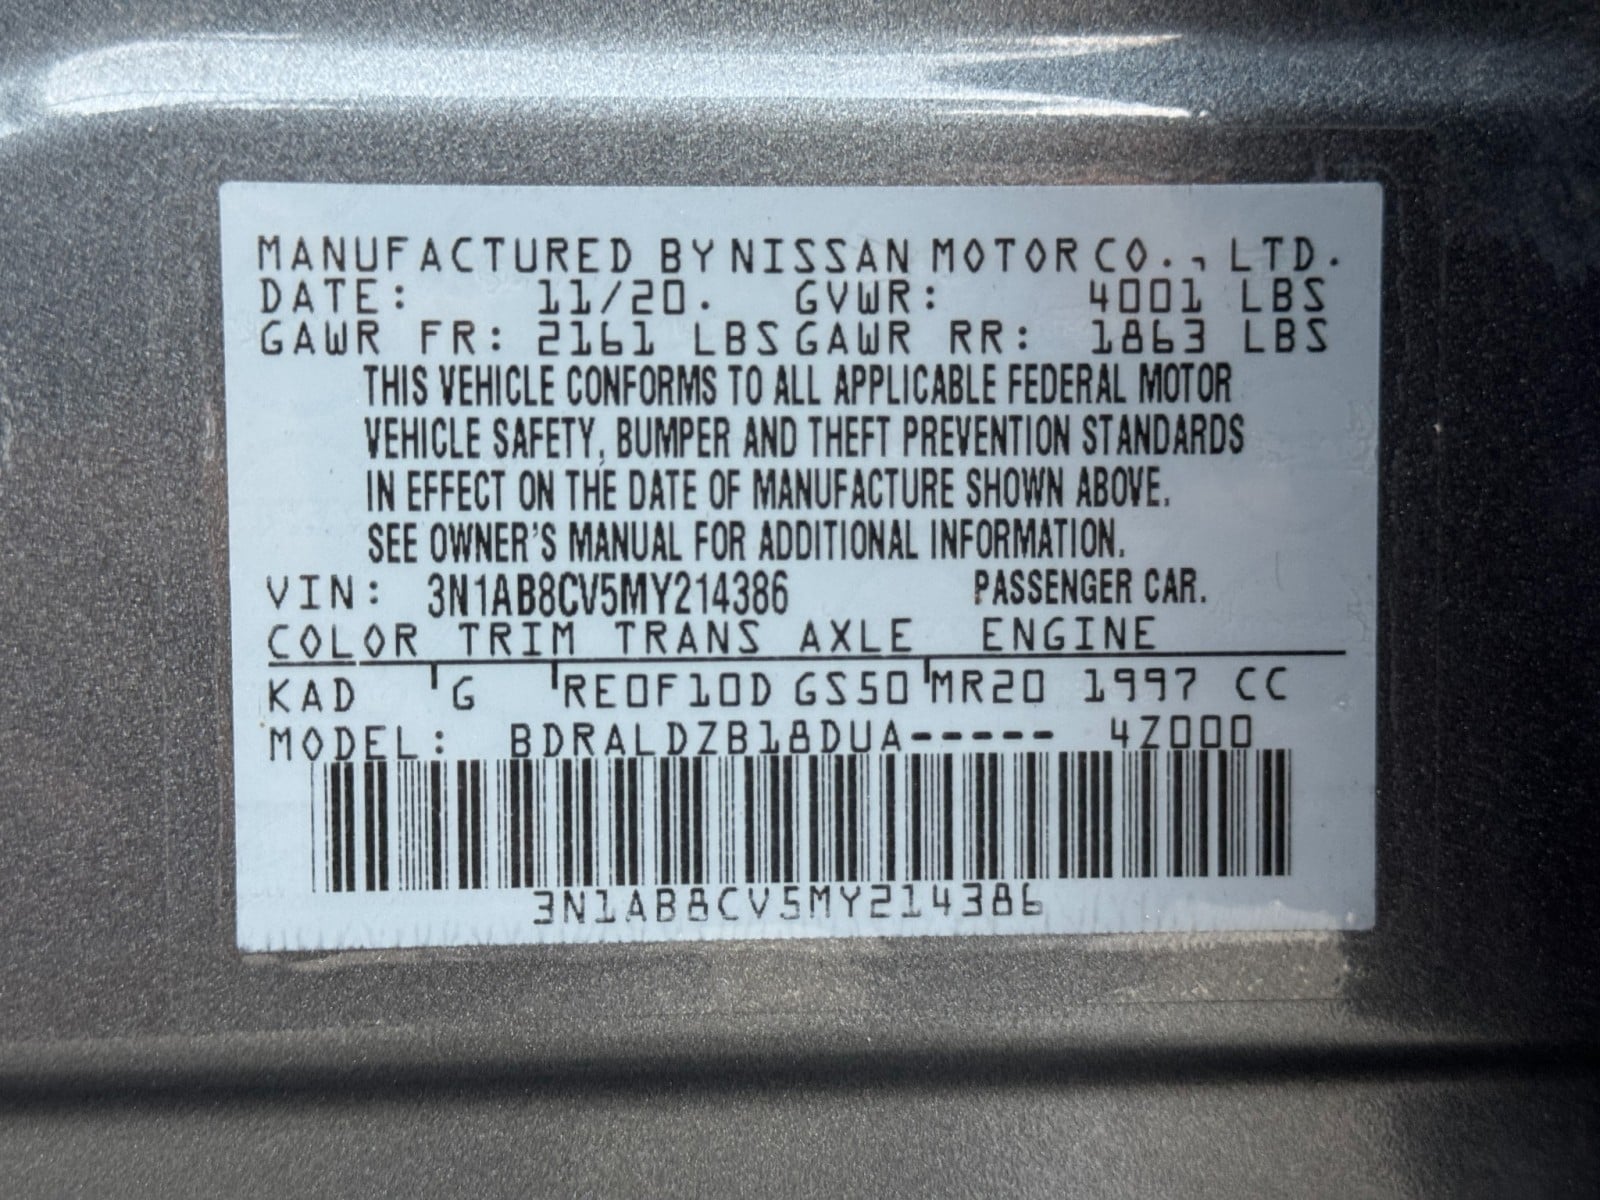 MANUFACTURED BY NISSAN MOTOR CO., LTD.
DATE: 11/20. GVWR: 4001 LBS
GAWR FR: 2161 LBS GAWR RR: 1863 LBS
THIS VEHICLE CONFORMS TO ALL APPLICABLE FEDERAL MOTOR
VEHICLE SAFETY, BUMPER AND THEFT PREVENTION STANDARDS
IN EFFECT ON THE DATE OF MANUFACTURE SHOWN ABOVE.
SEE OWNER'S MANUAL FOR ADDITIONAL INFORMATION.
VIN: 3N1AB8CV5MY214386 PASSENGER CAR.
COLOR TRIM TRANS AXLE ENGINE
KAD G RE0F10D GS50 MR20 1997 CC
MODEL: BDRALDZB18DUA----- 4Z000
3N1AB8CV5MY214386